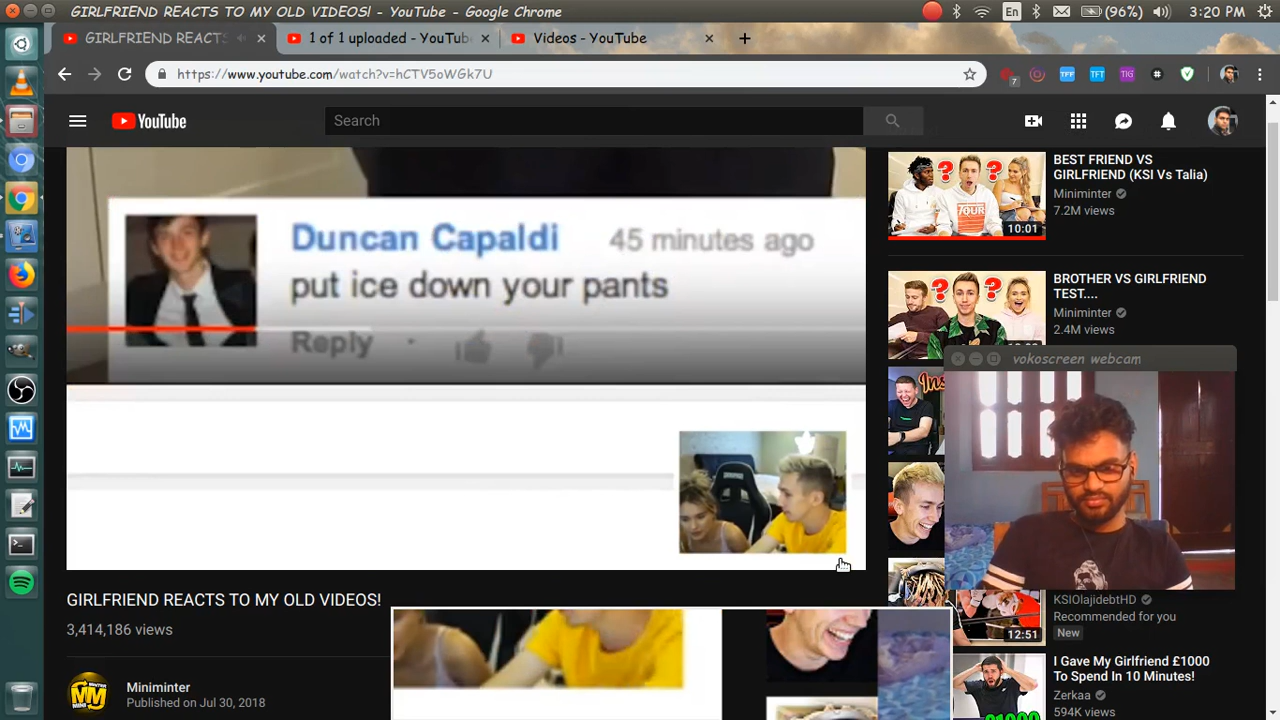 GIRLFRIEND REACTS TO MY OLD VIDEOS! - YouTube - Google Chrome
En
(96%)
3:20 PM
GIRLFRIEND REACTS
1 of 1 uploaded - YouTub
Videos - YouTube
https://www.youtube.com/watch?v=hCTV5oWGk7U
7
TFF
TFT
TIG
YouTube
Search
Duncan Capaldi 45 minutes ago
put ice down your pants
Reply
GIRLFRIEND REACTS TO MY OLD VIDEOS!
3,414,186 views
Miniminter
Published on Jul 30, 2018
BEST FRIEND VS
GIRLFRIEND (KSI Vs Talia)
Miniminter
7.2M views
10:01
BROTHER VS GIRLFRIEND
TEST....
Miniminter
2.4M views
vokoscreen webcam
KSIOlajidebtHD
Recommended for you
New
12:51
I Gave My Girlfriend £1000
To Spend In 10 Minutes!
Zerkaa
594K views